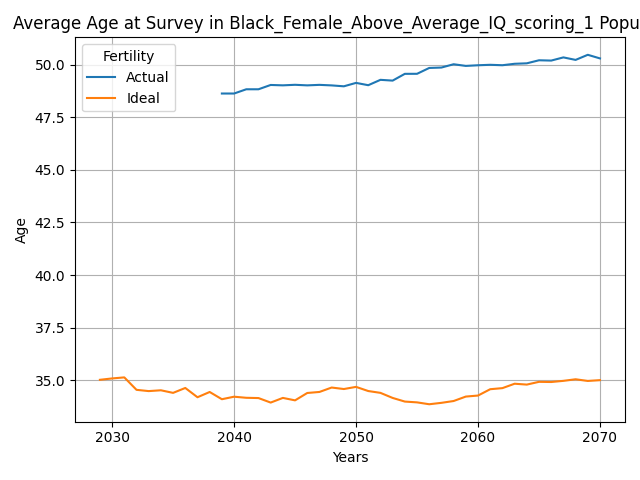 Average Age at Survey in Black_Female_Above_Average_IQ_scoring_1 Popu
Fertility
Actual
Ideal
50.0
47.5
45.0
42.5
40.0
37.5
35.0
Age
2030 2040 2050 2060 2070
Years